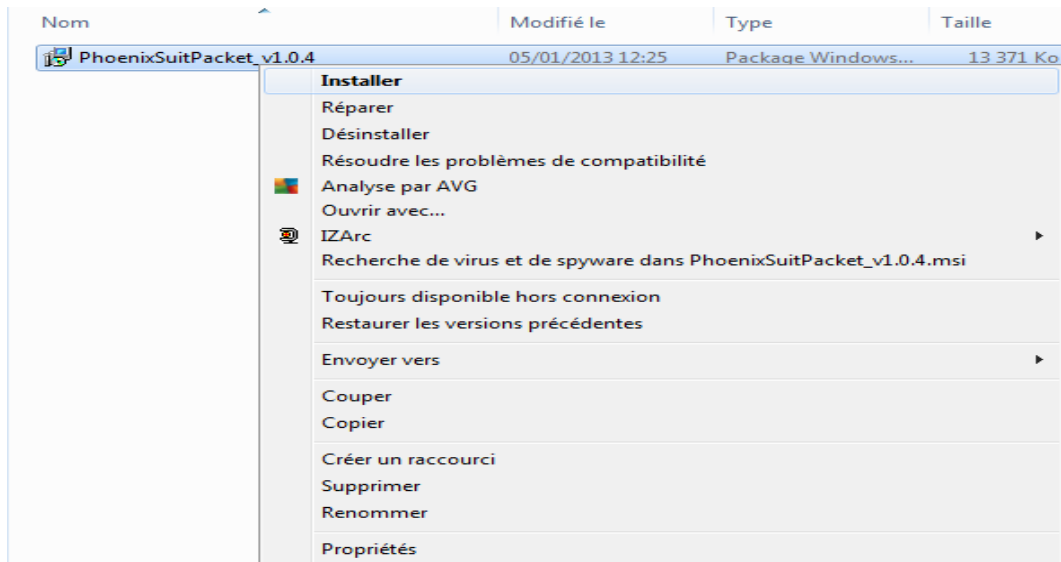 Nom Modifié le Type Taille
PhoenixSuitPacket_v1.0.4 05/01/2013 12:25 Package Windows... 13 371 Ko
Installer
Réparer
Désinstaller
Résoudre les problèmes de compatibilité
Analyse par AVG
Ouvrir avec...
IZArc
Recherche de virus et de spyware dans PhoenixSuitPacket_v1.0.4.msi
Toujours disponible hors connexion
Restaurer les versions précédentes
Envoyer vers
Couper
Copier
Créer un raccourci
Supprimer
Renommer
Propriétés